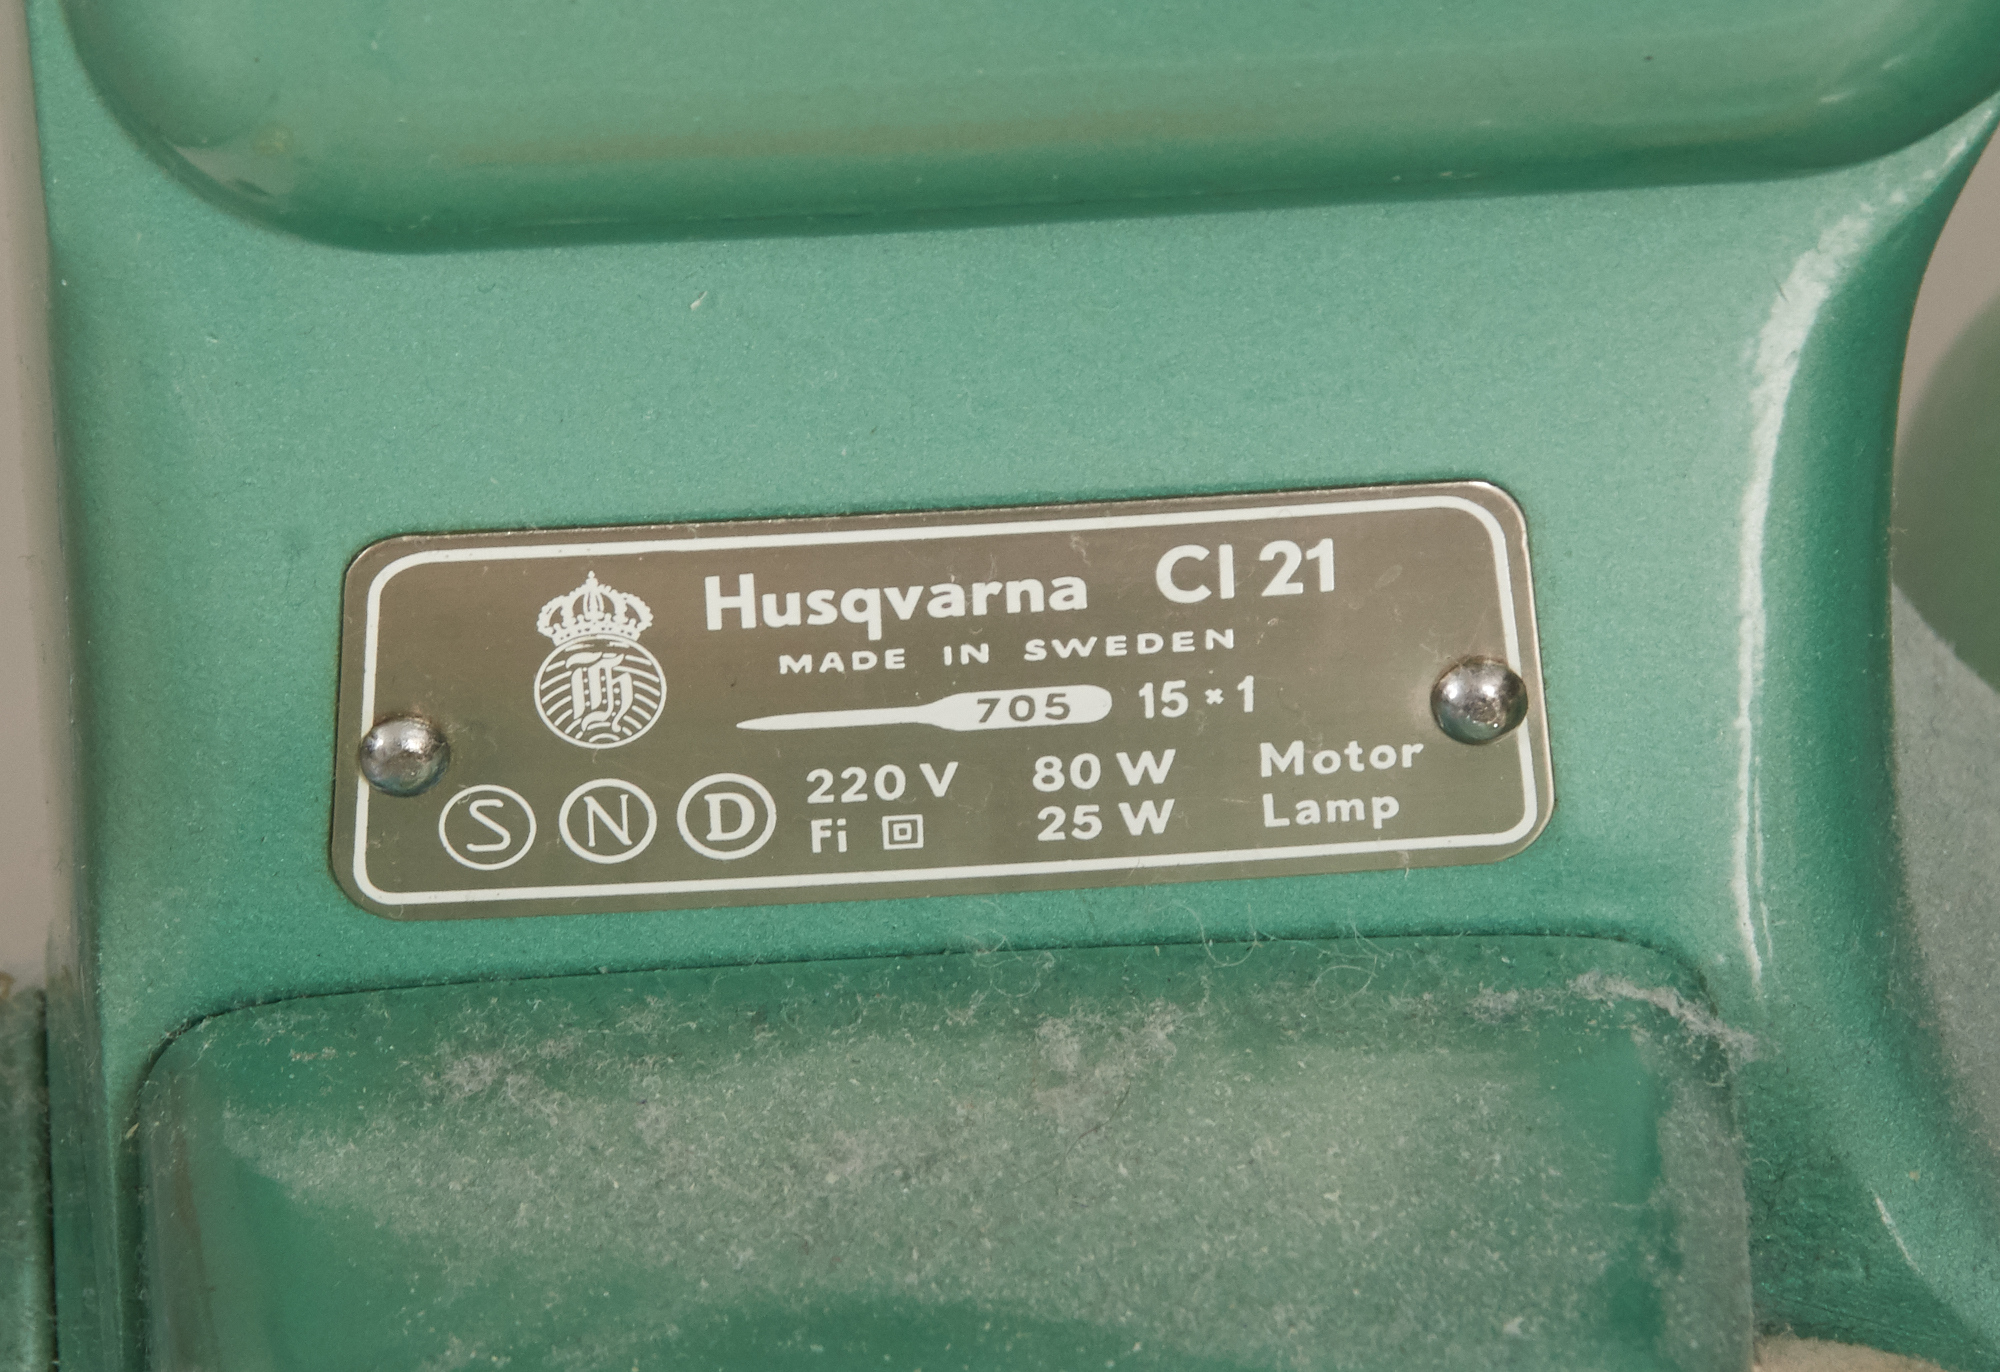 Husqvarna Cl 21
MADE IN SWEDEN
705 15 × 1
S N D 220 V 80 W Motor
Fi 25 W Lamp